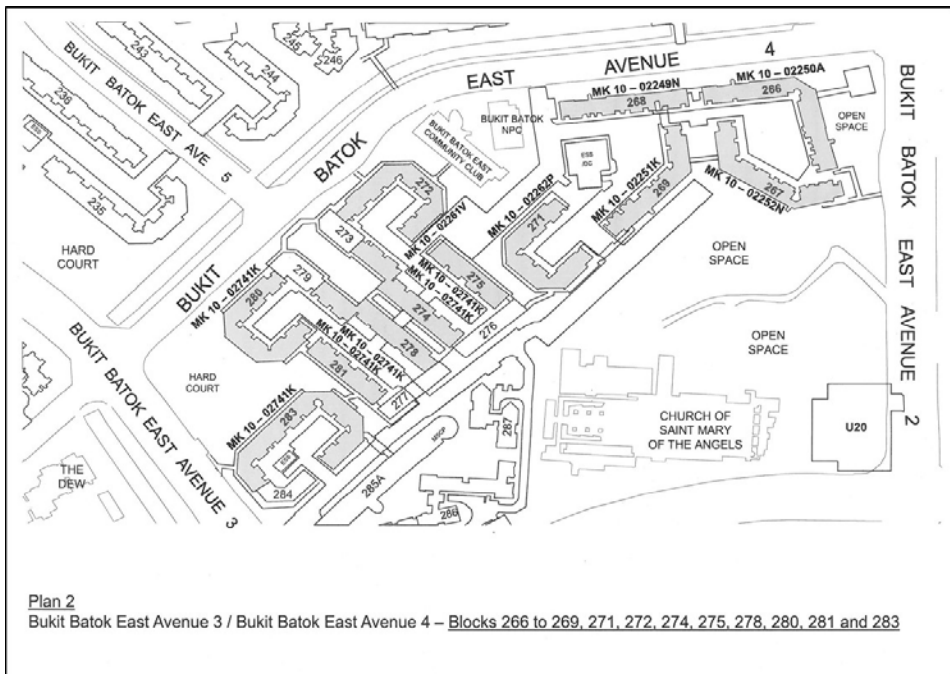 243
245
246
244
BUKIT BATOK EAST AVE 5
236
ESS
235
HARD
COURT
BUKIT BATOK EAST AVENUE 4
MK 10 – 02249N
268
MK 10 – 02250A
266
OPEN
SPACE
BUKIT BATOK
NPC
BUKIT BATOK EAST
COMMUNITY CLUB
ESS
MK 10 – 02251K
269
MK 10 – 02252N
267
MK 10 – 02262P
271
272
MK 10 – 02261V
273
MK 10 – 02741K
275
MK 10 – 02741K
274
276
279
MK 10 – 02741K
280
MK 10 – 02741K
278
MK 10 – 02741K
281
277
HARD
COURT
MK 10 – 02741K
283
ESS
284
285A
MSCP
287
286
OPEN
SPACE
OPEN
SPACE
CHURCH OF
SAINT MARY
OF THE ANGELS
U20
BUKIT BATOK EAST AVENUE 2
BUKIT BATOK EAST AVENUE 3
THE
DEW
Plan 2
Bukit Batok East Avenue 3 / Bukit Batok East Avenue 4 – Blocks 266 to 269, 271, 272, 274, 275, 278, 280, 281 and 283